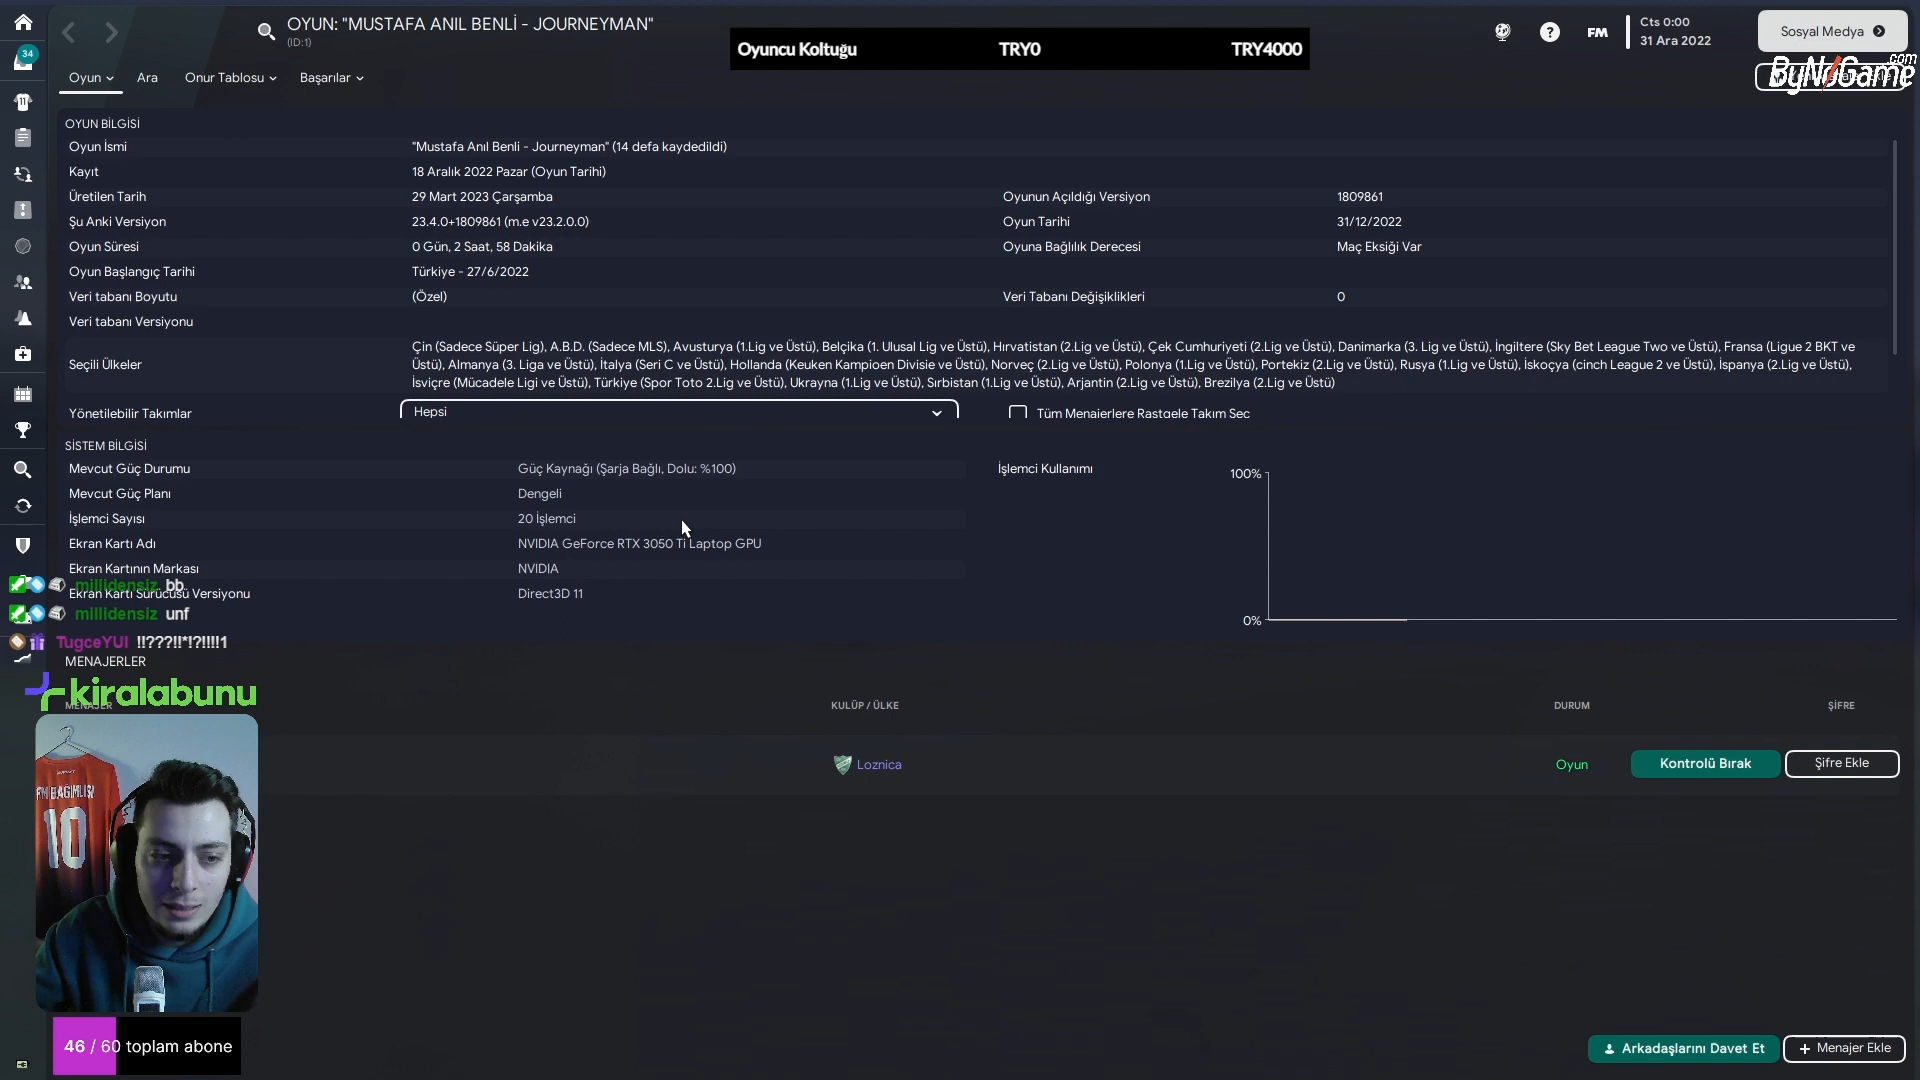 34
OYUN: "MUSTAFA ANIL BENLİ - JOURNEYMAN"
(ID:1)
Oyuncu Koltuğu TRY0 TRY4000
FM
Cts 0:00
31 Ara 2022
Sosyal Medya
ByNoGame.com
Oyun Ara Onur Tablosu Başarılar
OYUN BİLGİSİ
Oyun İsmi "Mustafa Anıl Benli - Journeyman" (14 defa kaydedildi)
Kayıt 18 Aralık 2022 Pazar (Oyun Tarihi)
Üretilen Tarih 29 Mart 2023 Çarşamba Oyunun Açıldığı Versiyon 1809861
Şu Anki Versiyon 23.4.0+1809861 (m.e v23.2.0.0) Oyun Tarihi 31/12/2022
Oyun Süresi 0 Gün, 2 Saat, 58 Dakika Oyuna Bağlılık Derecesi Maç Eksiği Var
Oyun Başlangıç Tarihi Türkiye - 27/6/2022
Veri tabanı Boyutu (Özel) Veri Tabanı Değişiklikleri 0
Veri tabanı Versiyonu
Seçili Ülkeler
Çin (Sadece Süper Lig), A.B.D. (Sadece MLS), Avusturya (1.Lig ve Üstü), Belçika (1. Ulusal Lig ve Üstü), Hırvatistan (2.Lig ve Üstü), Çek Cumhuriyeti (2.Lig ve Üstü), Danimarka (3. Lig ve Üstü), İngiltere (Sky Bet League Two ve Üstü), Fransa (Ligue 2 BKT ve
Üstü), Almanya (3. Liga ve Üstü), İtalya (Seri C ve Üstü), Hollanda (Keuken Kampioen Divisie ve Üstü), Norveç (2.Lig ve Üstü), Polonya (1.Lig ve Üstü), Portekiz (2.Lig ve Üstü), Rusya (1.Lig ve Üstü), İskoçya (cinch League 2 ve Üstü), İspanya (2.Lig ve Üstü),
İsviçre (Mücadele Ligi ve Üstü), Türkiye (Spor Toto 2.Lig ve Üstü), Ukrayna (1.Lig ve Üstü), Sırbistan (1.Lig ve Üstü), Arjantin (2.Lig ve Üstü), Brezilya (2.Lig ve Üstü)
Yönetilebilir Takımlar Hepsi Tüm Menajerlere Rastgele Takım Seç
SİSTEM BİLGİSİ
Mevcut Güç Durumu Güç Kaynağı (Şarja Bağlı, Dolu: %100) İşlemci Kullanımı 100%
Mevcut Güç Planı Dengeli
İşlemci Sayısı 20 İşlemci
Ekran Kartı Adı NVIDIA GeForce RTX 3050 Ti Laptop GPU
Ekran Kartının Markası NVIDIA
millidensiz bb
Ekran Kartı Sürücüsü Versiyonu Direct3D 11
millidensiz unf
0%
TugceYUI !!???!!*!?!!!!1
MENAJERLER
kiralabunu
MENAJER KULÜP / ÜLKE DURUM ŞİFRE
Loznica Oyun Kontrolü Bırak Şifre Ekle
FM BAGIMLISI
10
46 / 60 toplam abone
Arkadaşlarını Davet Et Menajer Ekle